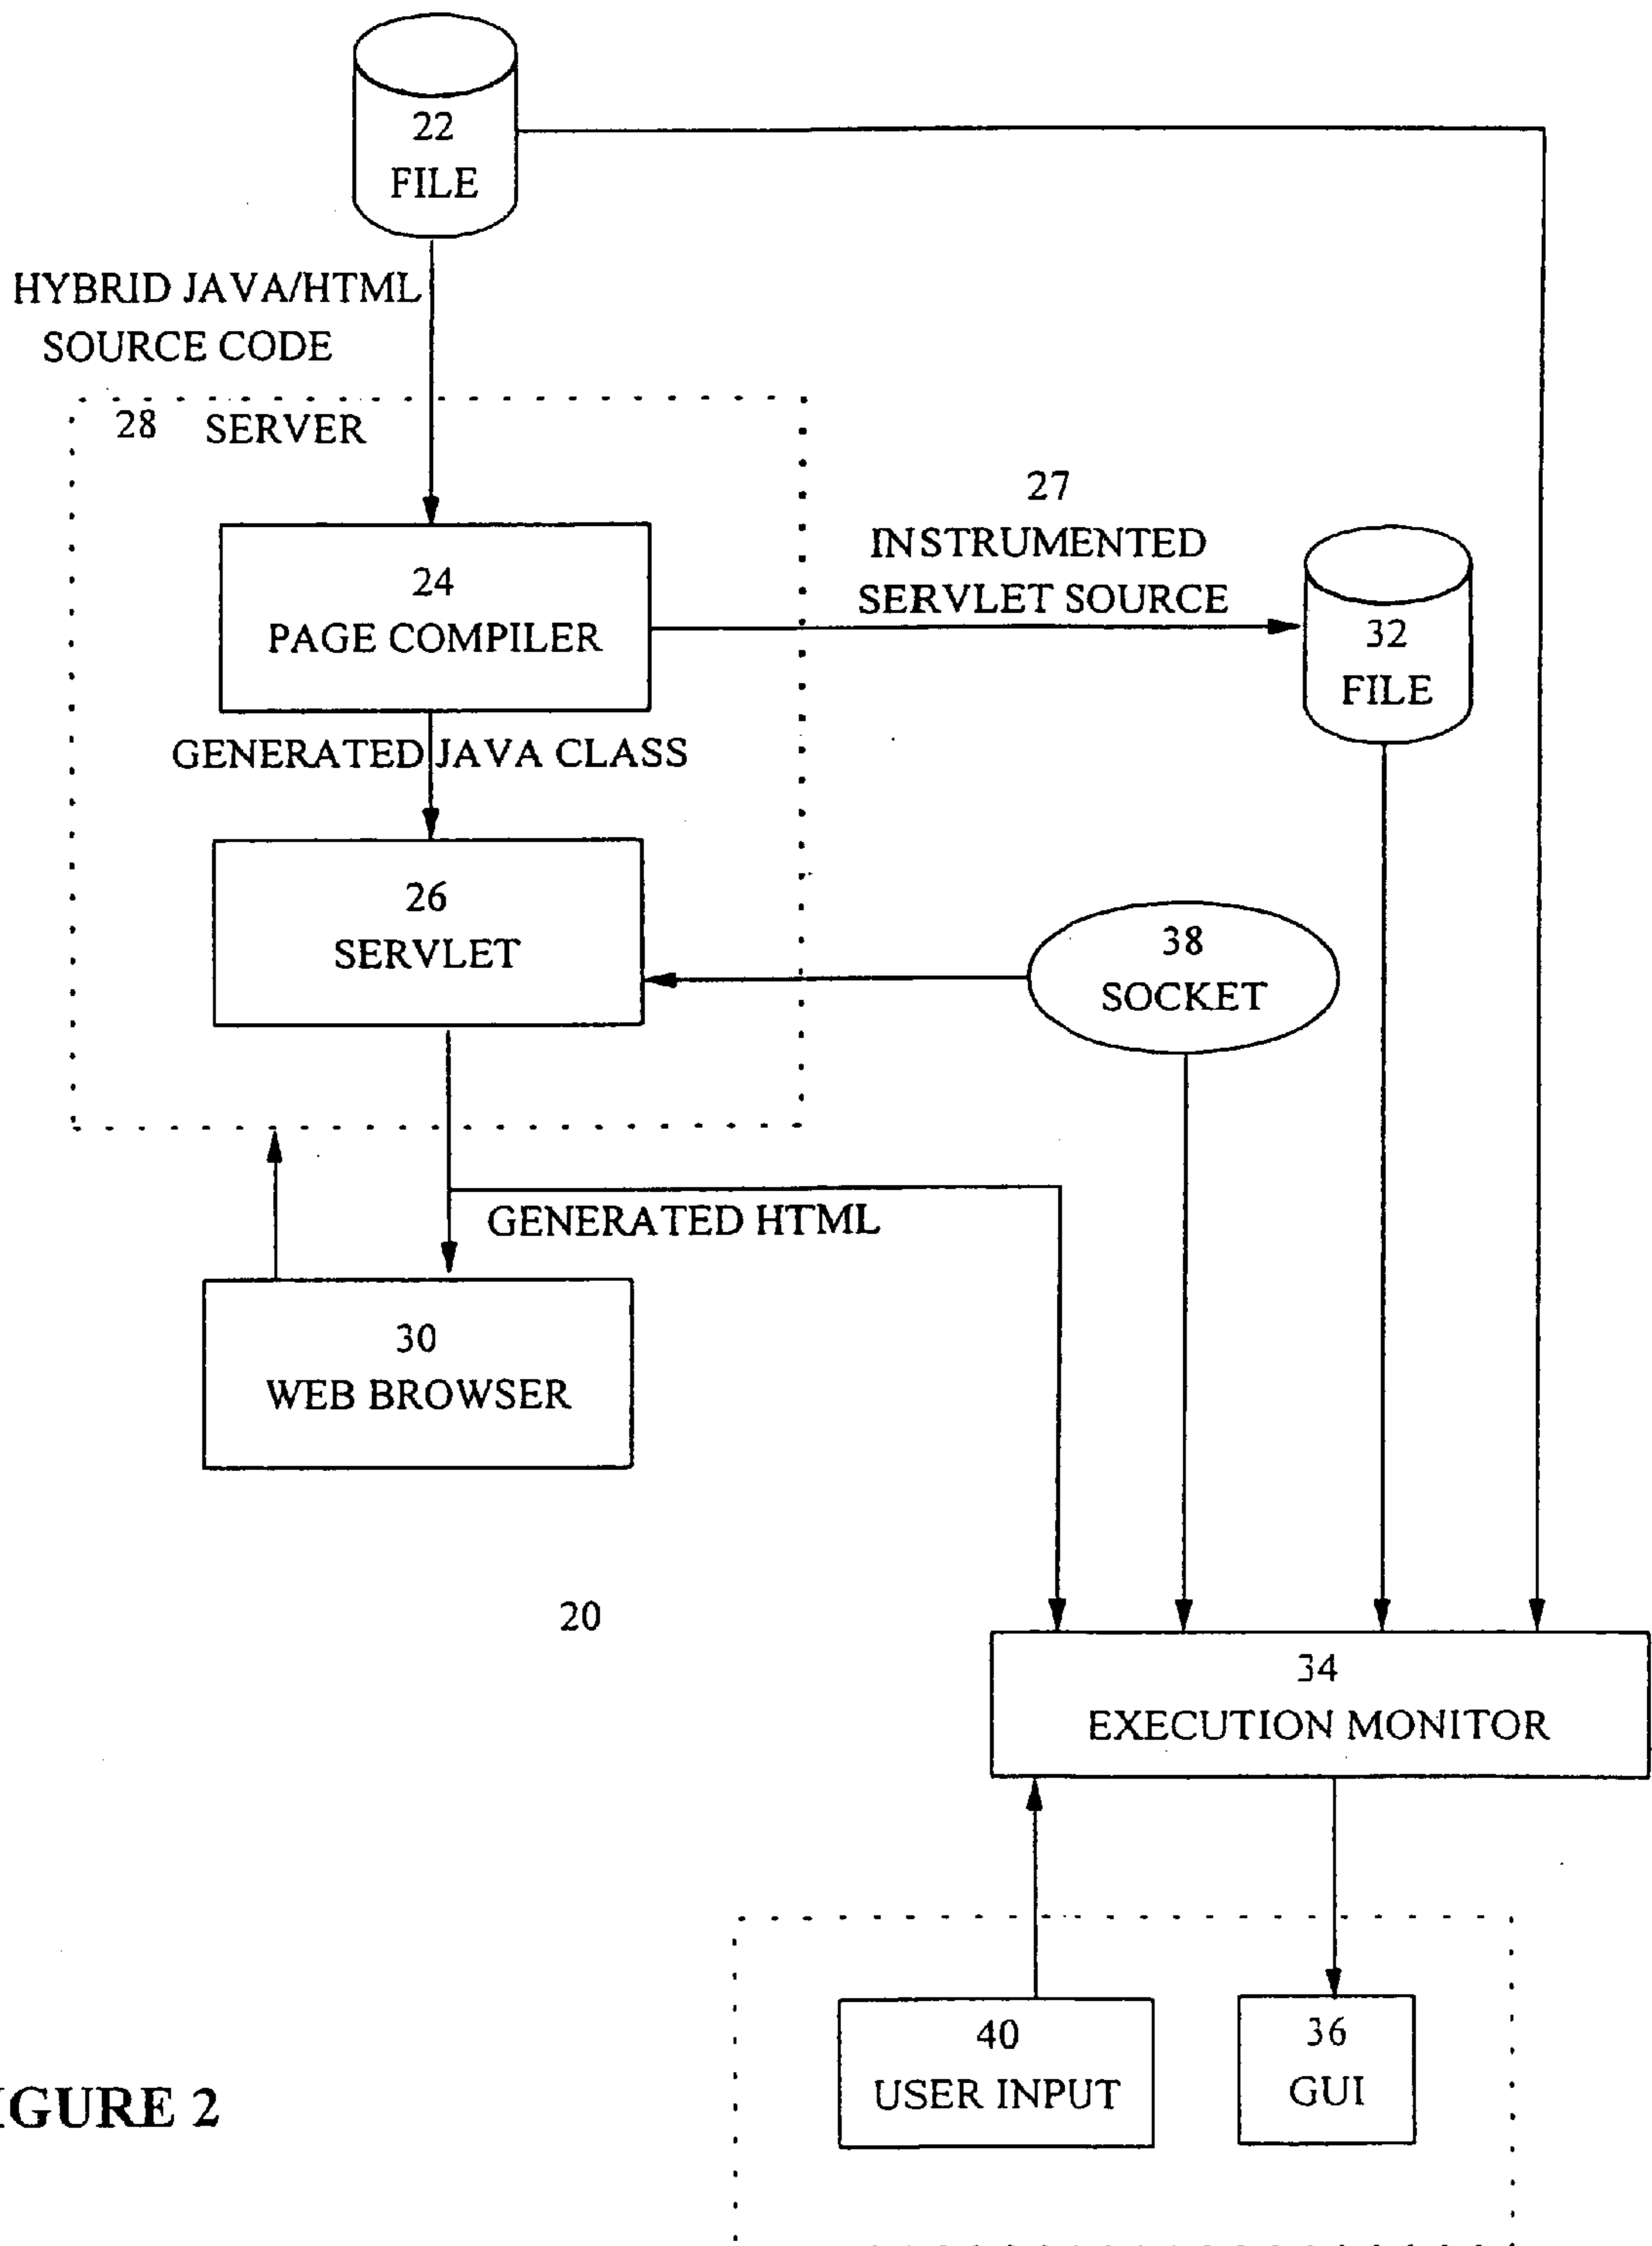 22
FILE
HYBRID JAVA/HTML
SOURCE CODE
28 SERVER
27
INSTRUMENTED
SERVLET SOURCE
24
PAGE COMPILER
32
FILE
GENERATED JAVA CLASS
26
SERVLET
38
SOCKET
GENERATED HTML
30
WEB BROWSER
20
34
EXECUTION MONITOR
40
USER INPUT
36
GUI
IGURE 2